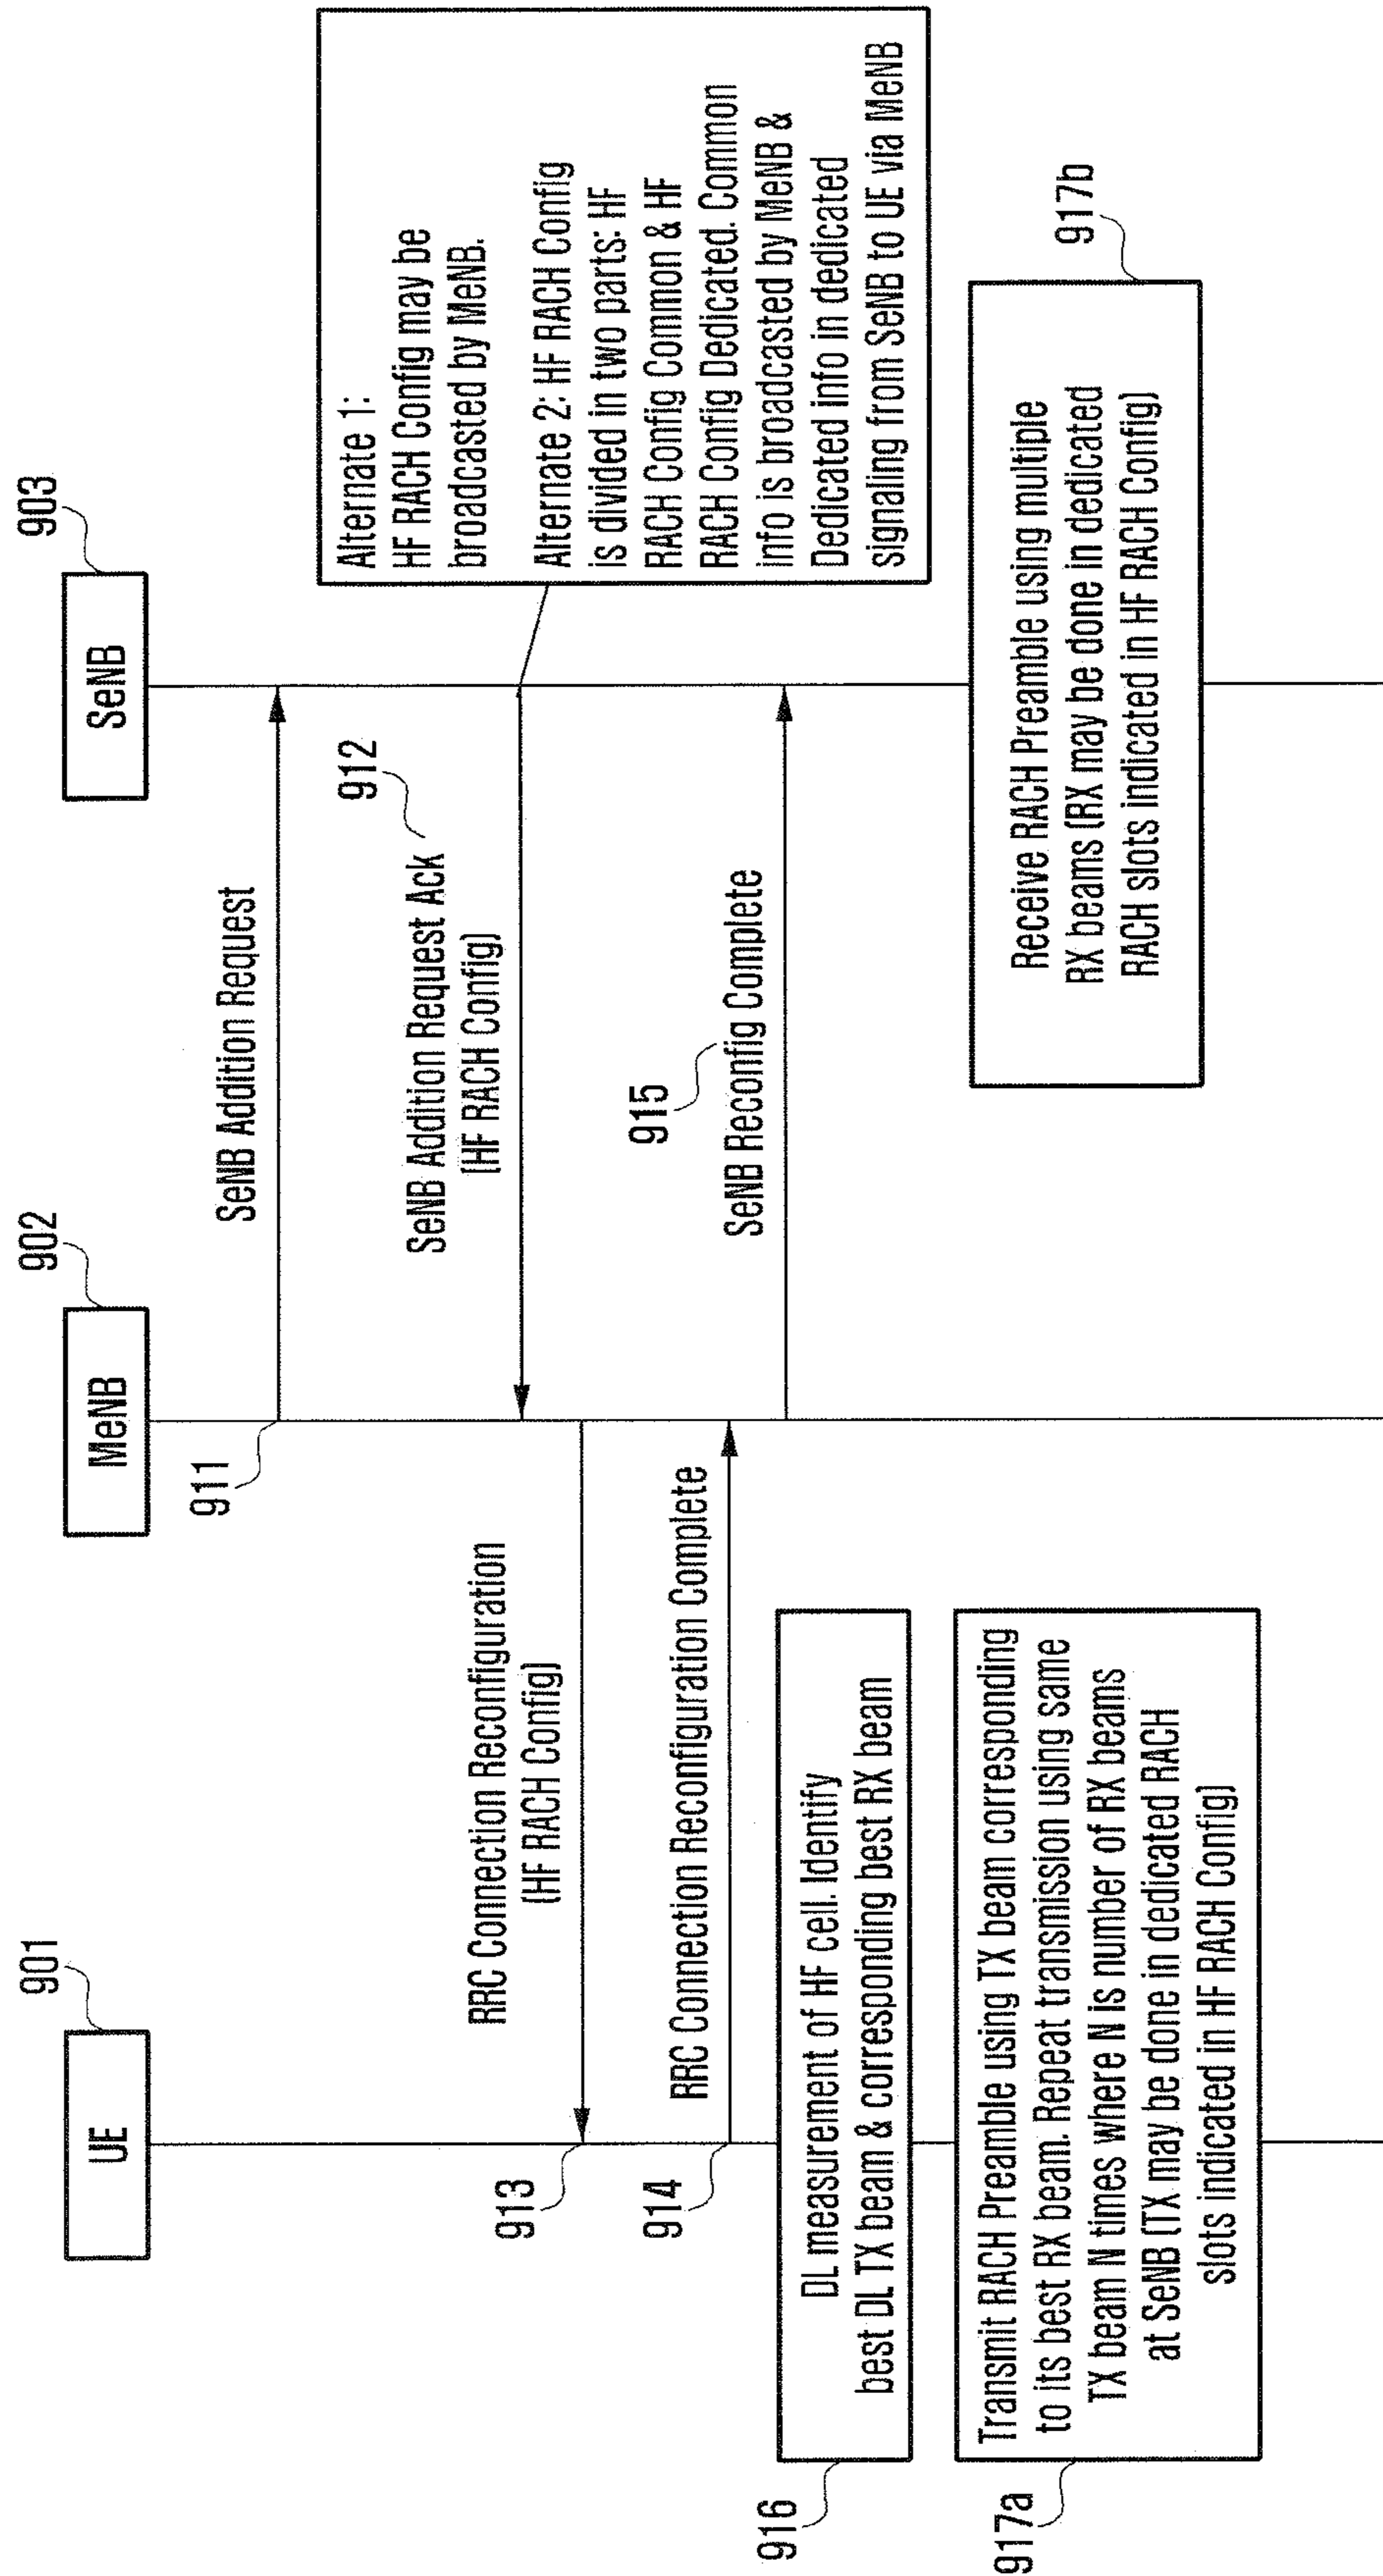 901
UE
902
MeNB
903
SeNB
911
SeNB Addition Request
912
SeNB Addition Request Ack
(HF RACH Config)
Alternate 1:
HF RACH Config may be
broadcasted by MeNB.
Alternate 2: HF RACH Config
is divided in two parts: HF
RACH Config Common & HF
RACH Config Dedicated. Common
info is broadcasted by MeNB &
Dedicated info in dedicated
signaling from SeNB to UE via MeNB
RRC Connection Reconfiguration
(HF RACH Config)
913
RRC Connection Reconfiguration Complete
914
915
SeNB Reconfig Complete
DL measurement of HF cell. Identify
best DL TX beam & corresponding best RX beam
916
Transmit RACH Preamble using TX beam corresponding
to its best RX beam. Repeat transmission using same
TX beam N times where N is number of RX beams
at SeNB (TX may be done in dedicated RACH
slots indicated in HF RACH Config)
917a
917b
Receive RACH Preamble using multiple
RX beams (RX may be done in dedicated
RACH slots indicated in HF RACH Config)